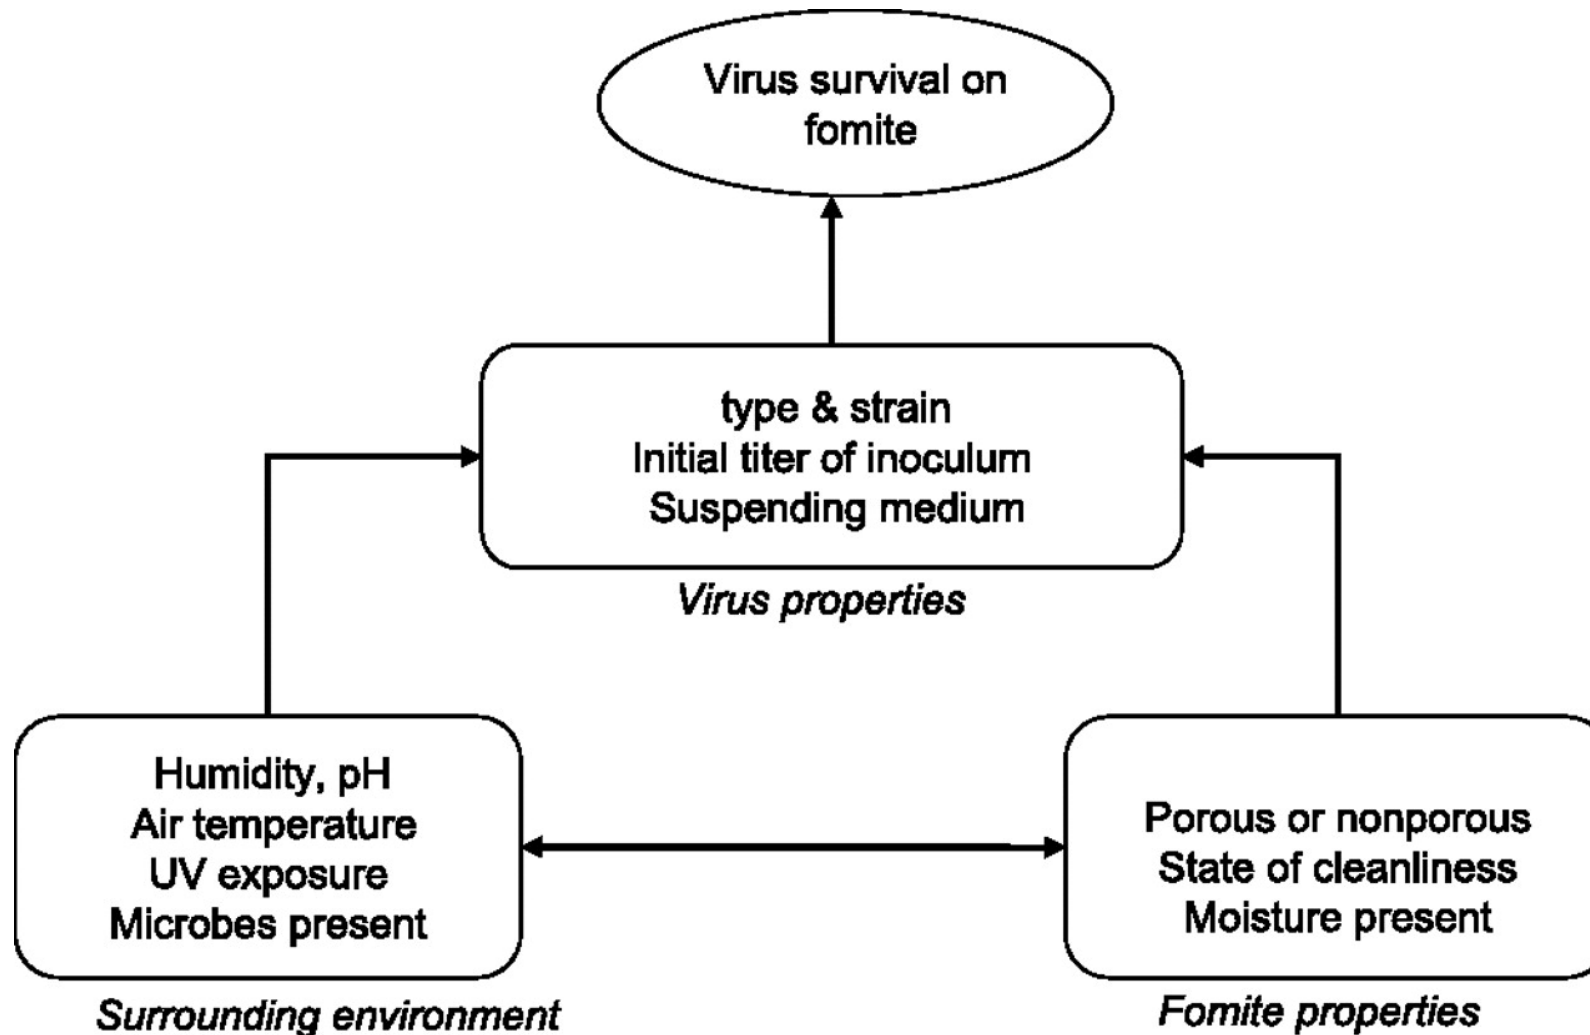 Virus survival on
fomite
type & strain
Initial titer of inoculum
Suspending medium
Virus properties
Humidity, pH
Air temperature
UV exposure
Microbes present
Surrounding environment
Porous or nonporous
State of cleanliness
Moisture present
Fomite properties